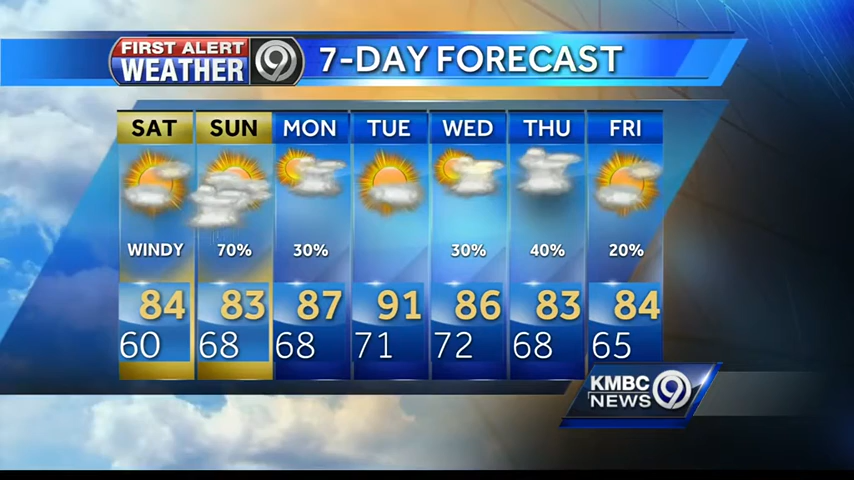 FIRST ALERT
WEATHER 9
7-DAY FORECAST
SAT SUN MON TUE WED THU FRI
WINDY 70% 30% 30% 40% 20%
84 83 87 91 86 83 84
60 68 68 71 72 68 65
KMBC
NEWS 9